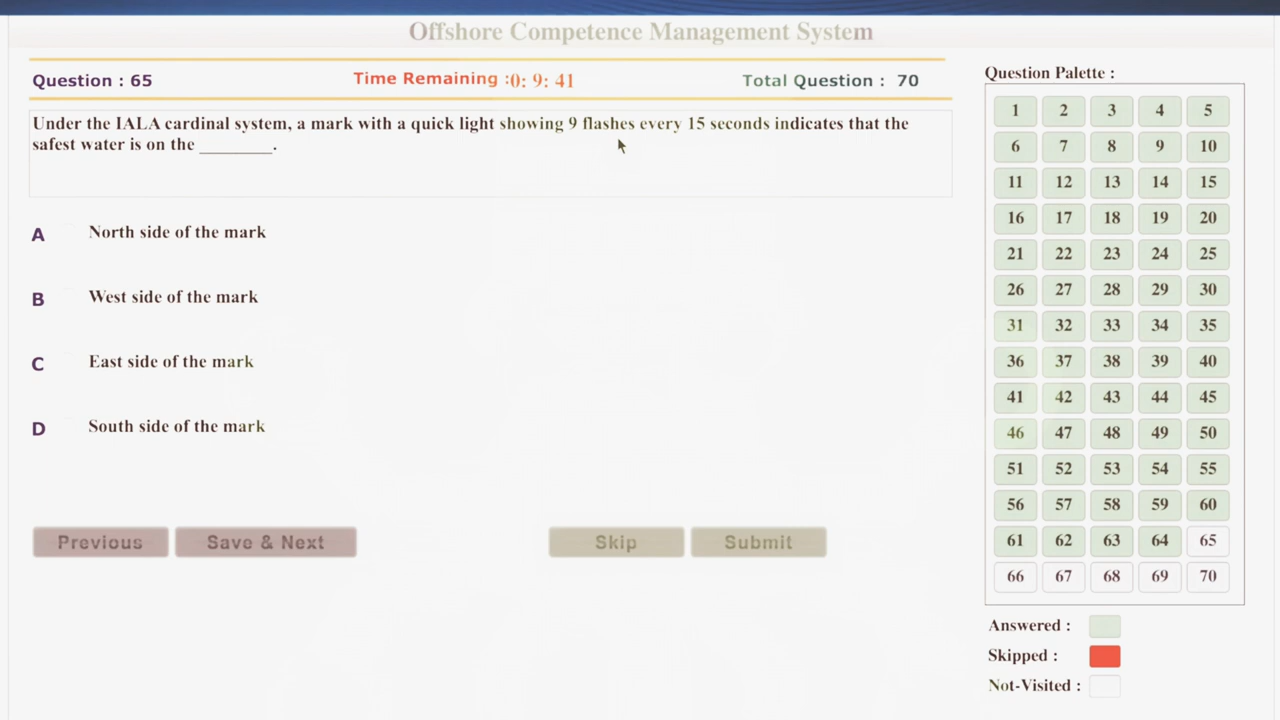 Offshore Competence Management System
Question : 65
Time Remaining :0: 9: 41
Total Question : 70
Under the IALA cardinal system, a mark with a quick light showing 9 flashes every 15 seconds indicates that the
safest water is on the ________.
A North side of the mark
B West side of the mark
C East side of the mark
D South side of the mark
Previous Save & Next Skip Submit
Question Palette :
1 2 3 4 5
6 7 8 9 10
11 12 13 14 15
16 17 18 19 20
21 22 23 24 25
26 27 28 29 30
31 32 33 34 35
36 37 38 39 40
41 42 43 44 45
46 47 48 49 50
51 52 53 54 55
56 57 58 59 60
61 62 63 64 65
66 67 68 69 70
Answered :
Skipped :
Not-Visited :